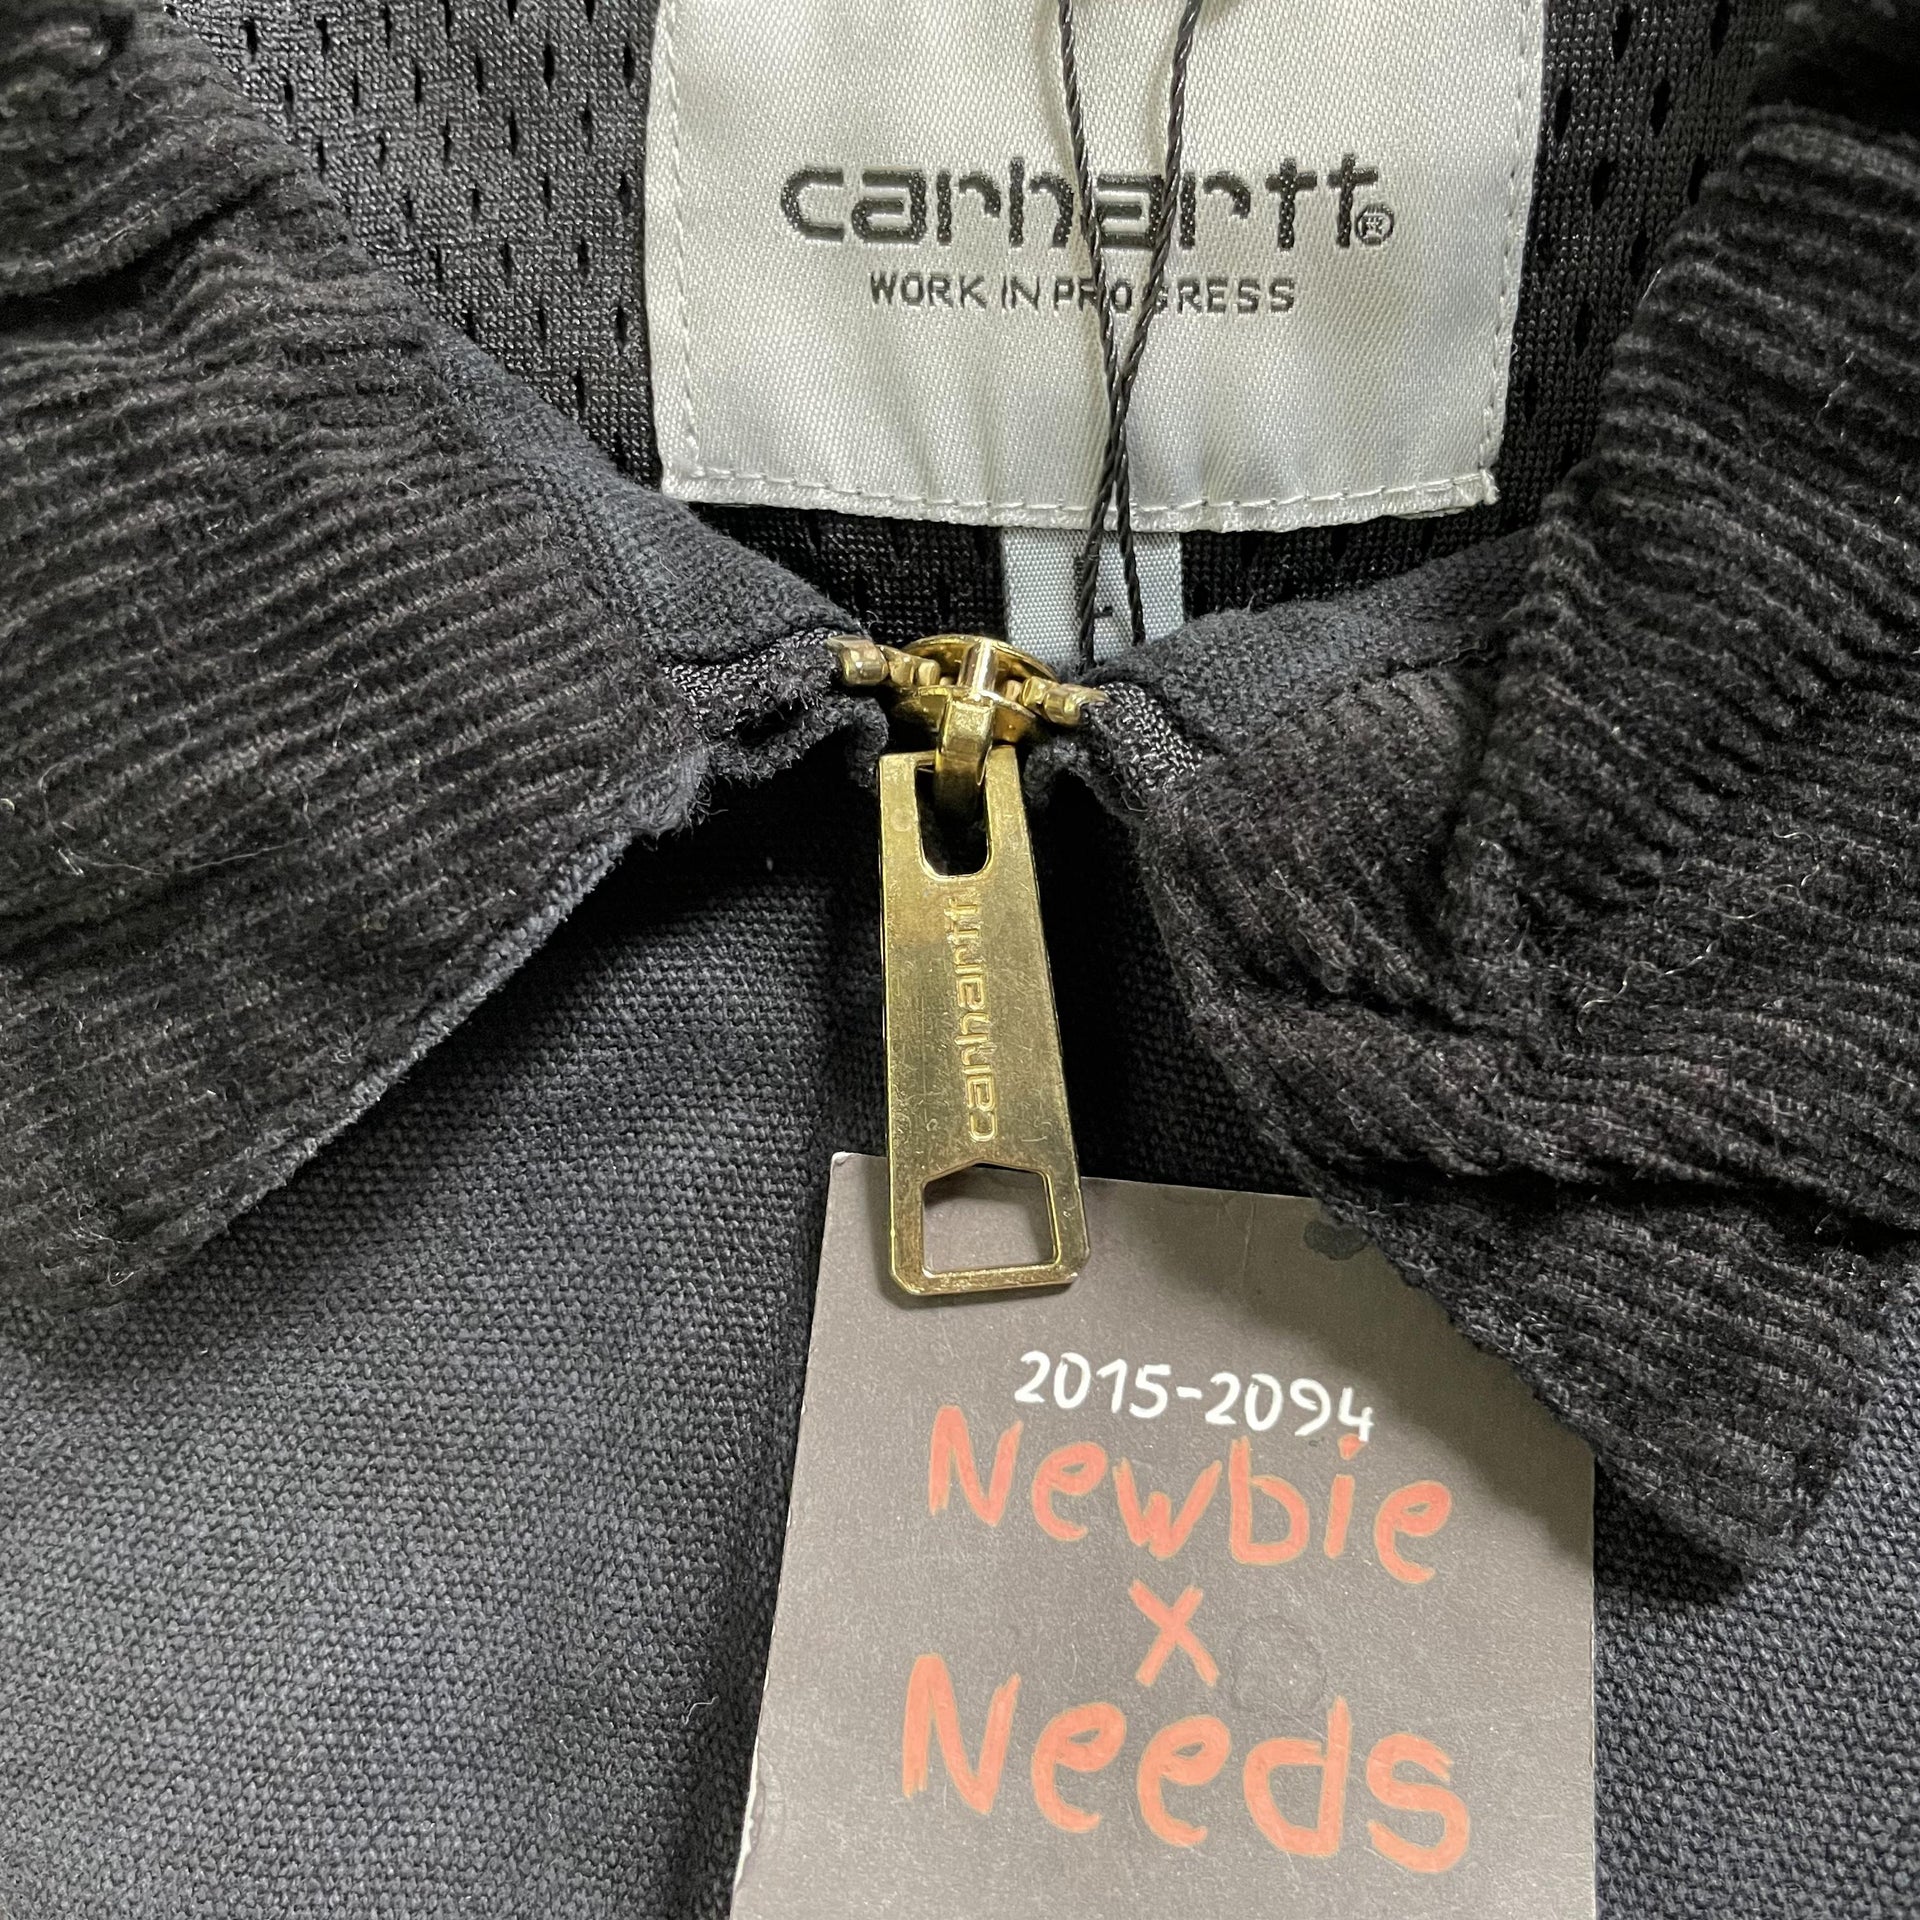 carhartt®
WORK IN PROGRESS
carhartt
2015-2094
Newbie
x
Needs